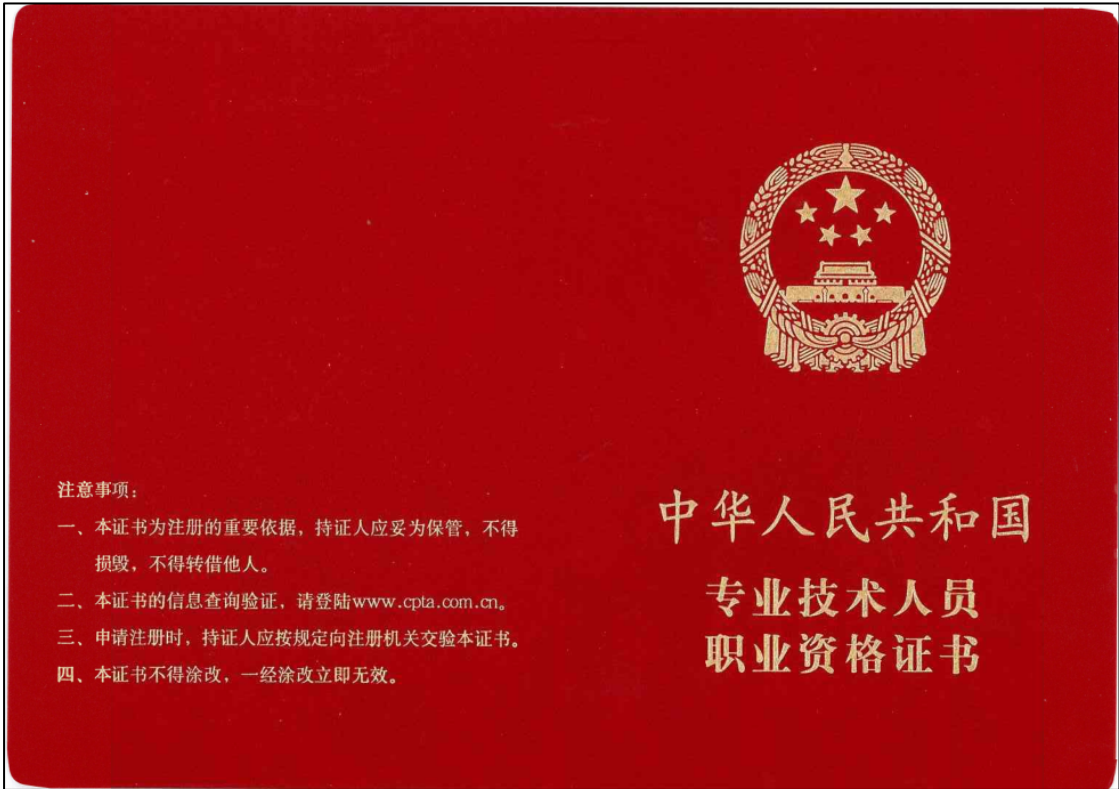 注意事项：
一、本证书为注册的重要依据，持证人应妥为保管，不得
损毁，不得转借他人。
二、本证书的信息查询验证，请登陆www.cpta.com.cn。
三、申请注册时，持证人应按规定向注册机关交验本证书。
四、本证书不得涂改，一经涂改立即无效。
中华人民共和国
专业技术人员
职业资格证书